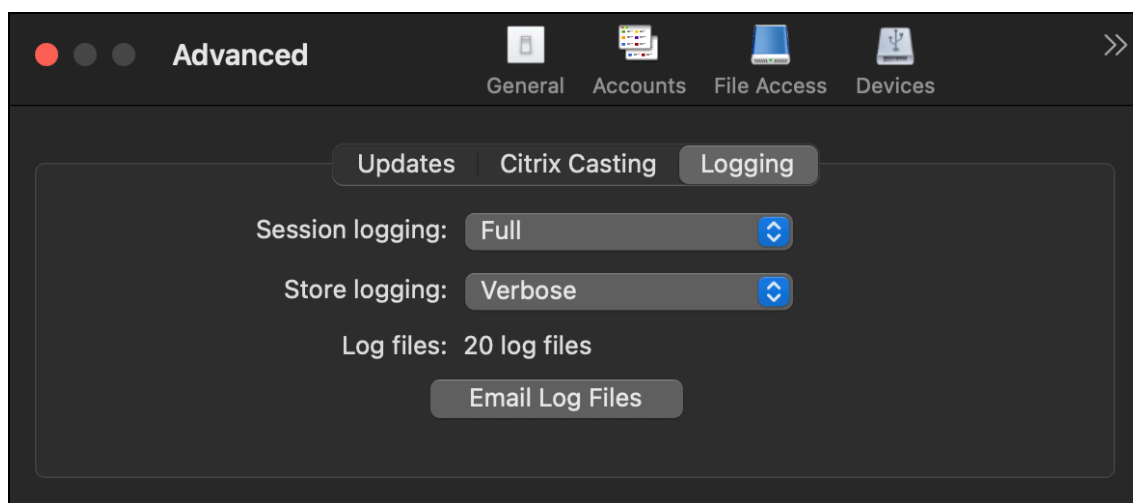 Advanced
General Accounts File Access Devices
Updates Citrix Casting Logging
Session logging: Full
Store logging: Verbose
Log files: 20 log files
Email Log Files